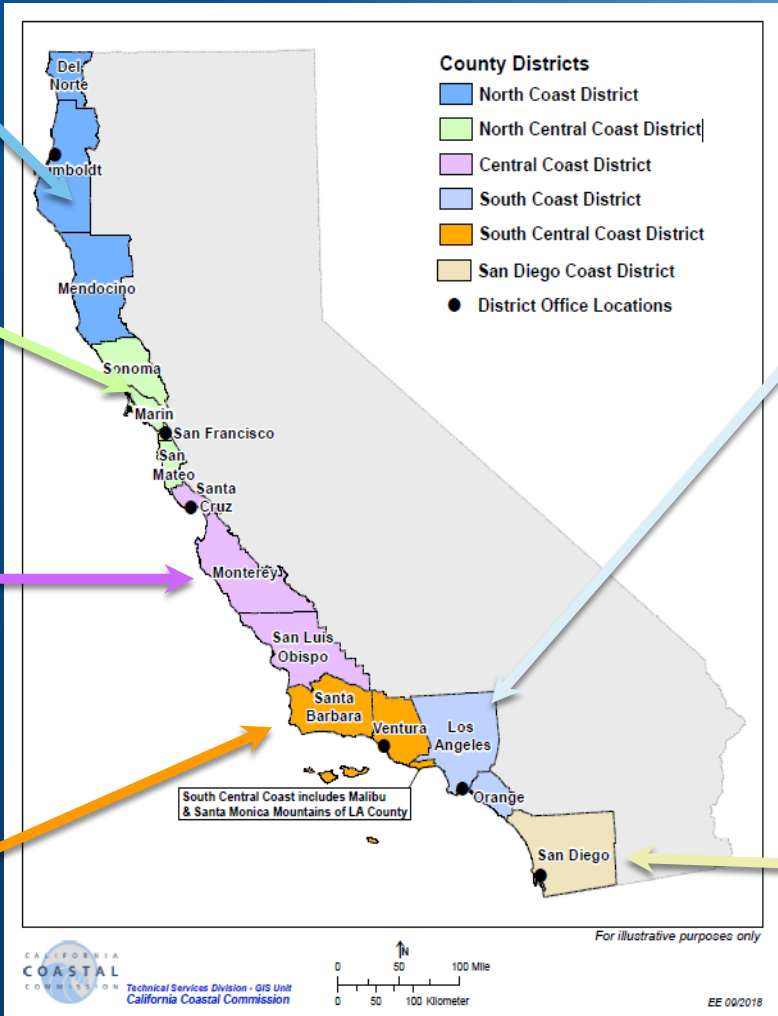 County Districts
North Coast District
North Central Coast District
Central Coast District
South Coast District
South Central Coast District
San Diego Coast District
District Office Locations
Del
Norte
Humboldt
Mendocino
Sonoma
Marin
San Francisco
San
Mateo
Santa
Cruz
Monterey
San Luis
Obispo
Santa
Barbara
Ventura
Los
Angeles
Orange
South Central Coast includes Malibu
& Santa Monica Mountains of LA County
San Diego
For illustrative purposes only
CALIFORNIA
COASTAL
COMMISSION
Technical Services Division - GIS Unit
California Coastal Commission
N
0 50 100 Mile
0 50 100 Kilometer
EE 09/2018